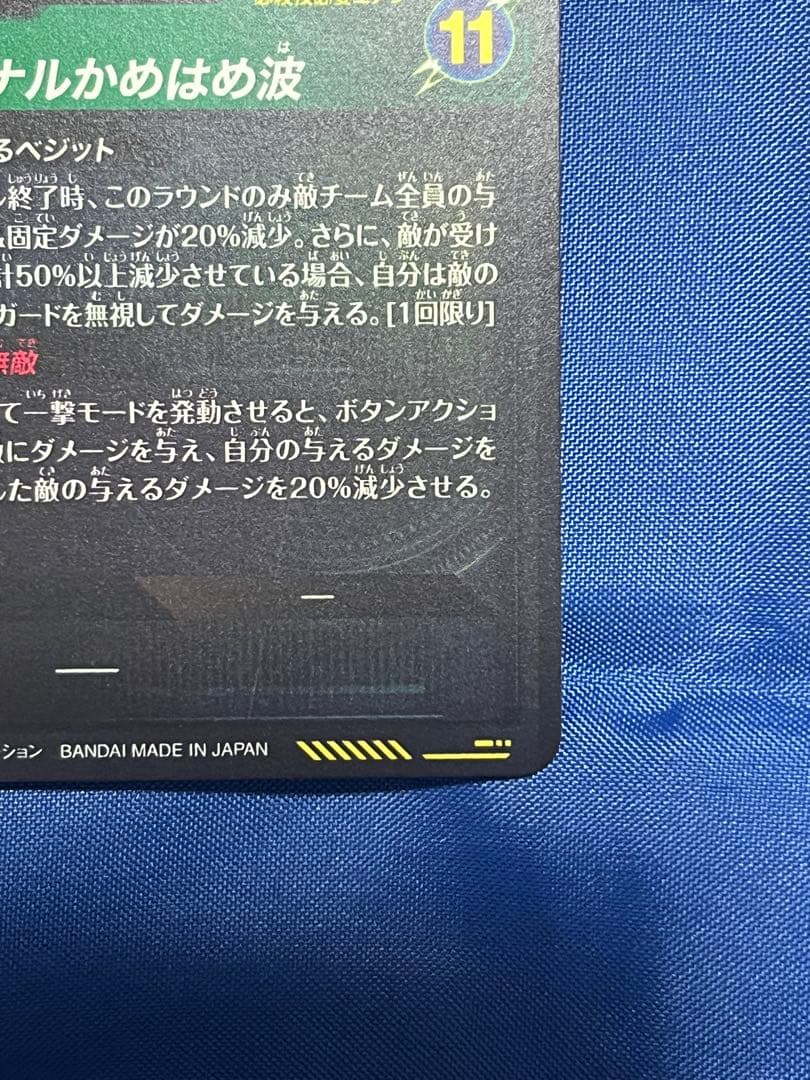 11
ナルかめはめ波
るベジット
終了時、このラウンドのみ敵チーム全員の与
固定ダメージが20%減少。さらに、敵が受け
計50%以上減少させている場合、自分は敵の
ガードを無視してダメージを与える。[1回限り]
無敵
て一撃モードを発動させると、ボタンアクショ
にダメージを与え、自分の与えるダメージを
した敵の与えるダメージを20%減少させる。
ーション BANDAI MADE IN JAPAN